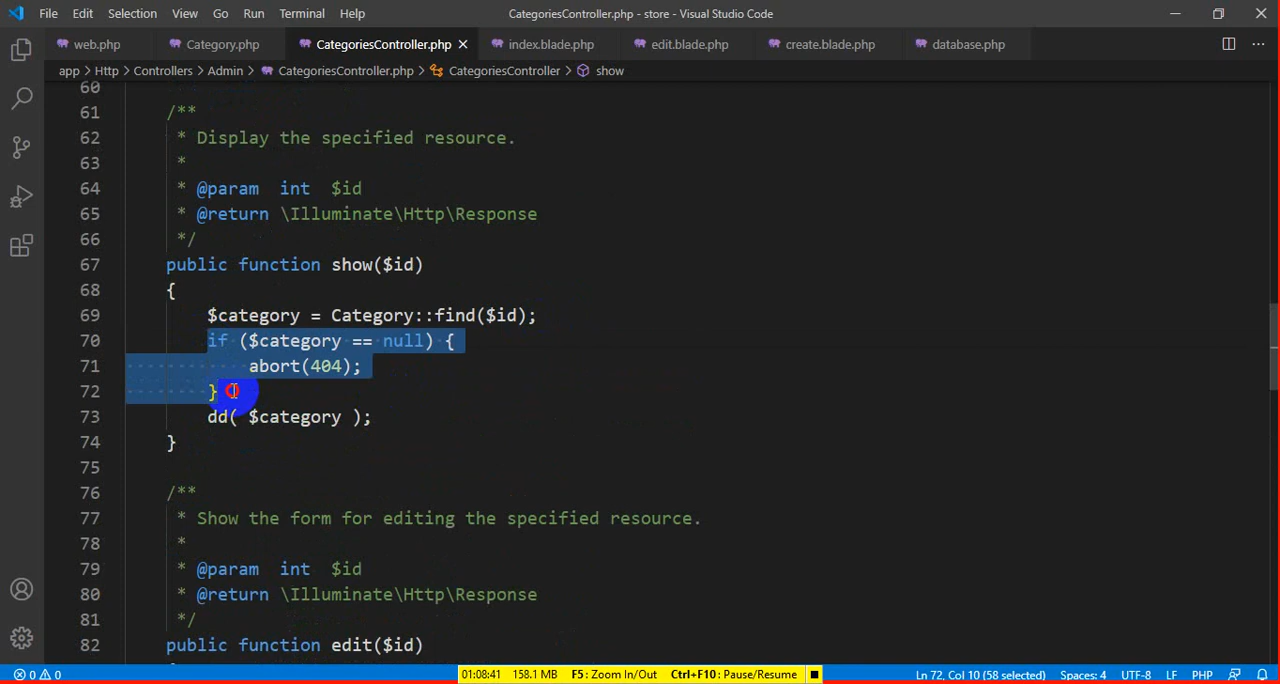 File Edit Selection View Go Run Terminal Help CategoriesController.php - store - Visual Studio Code
web.php Category.php CategoriesController.php index.blade.php edit.blade.php create.blade.php database.php
app > Http > Controllers > Admin > CategoriesController.php > CategoriesController > show
60
61 /**
62 * Display the specified resource.
63 *
64 * @param int $id
65 * @return \Illuminate\Http\Response
66 */
67 public function show($id)
68 {
69 $category = Category::find($id);
70 if ($category == null) {
71 abort(404);
72 }
73 dd( $category );
74 }
75
76 /**
77 * Show the form for editing the specified resource.
78 *
79 * @param int $id
80 * @return \Illuminate\Http\Response
81 */
82 public function edit($id)
0 0 01:08:41 158.1 MB F5: Zoom In/Out Ctrl+F10: Pause/Resume Ln 72, Col 10 (58 selected) Spaces: 4 UTF-8 LF PHP